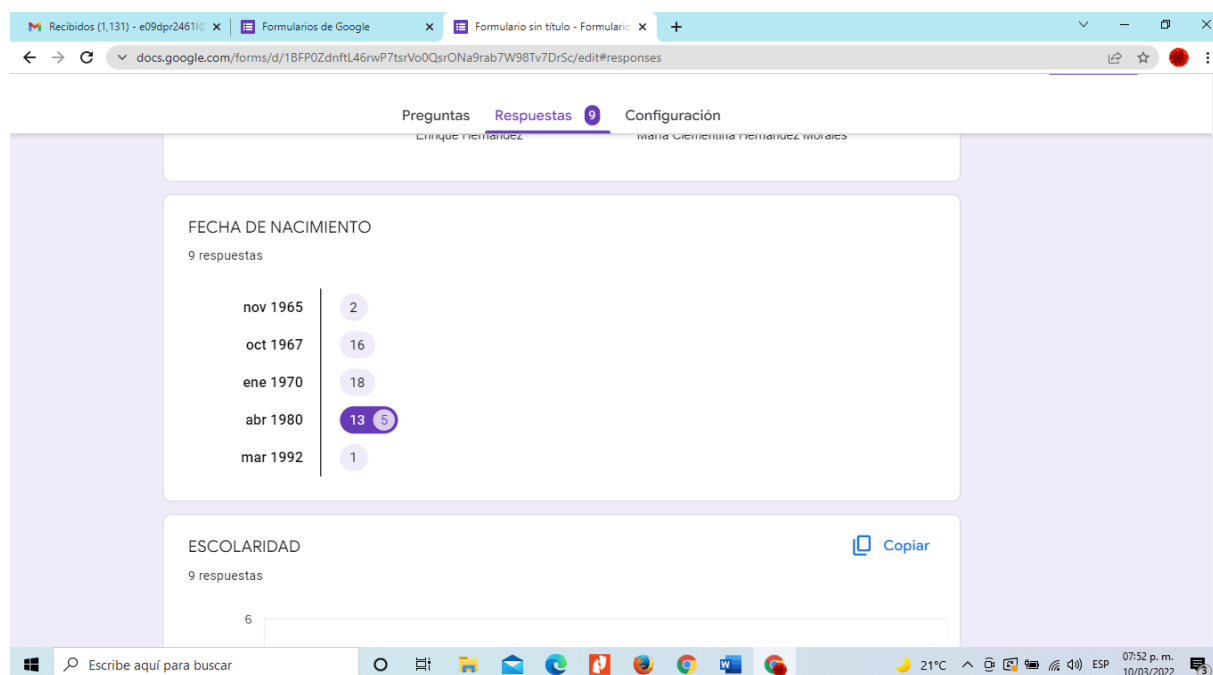 Recibidos (1,131) - e09dpr2461l
Formularios de Google
Formulario sin título - Formulario
docs.google.com/forms/d/1BFP0ZdnftL46rwP7tsrVo0QsrONa9rab7W98Tv7DrSc/edit#responses
Preguntas Respuestas 9 Configuración
Enrique Hernández María Clementina Hernández Morales
FECHA DE NACIMIENTO
9 respuestas
nov 1965 2
oct 1967 16
ene 1970 18
abr 1980 13 5
mar 1992 1
ESCOLARIDAD Copiar
9 respuestas
6
Escribe aquí para buscar 21°C ESP 07:52 p. m.
10/03/2022 3